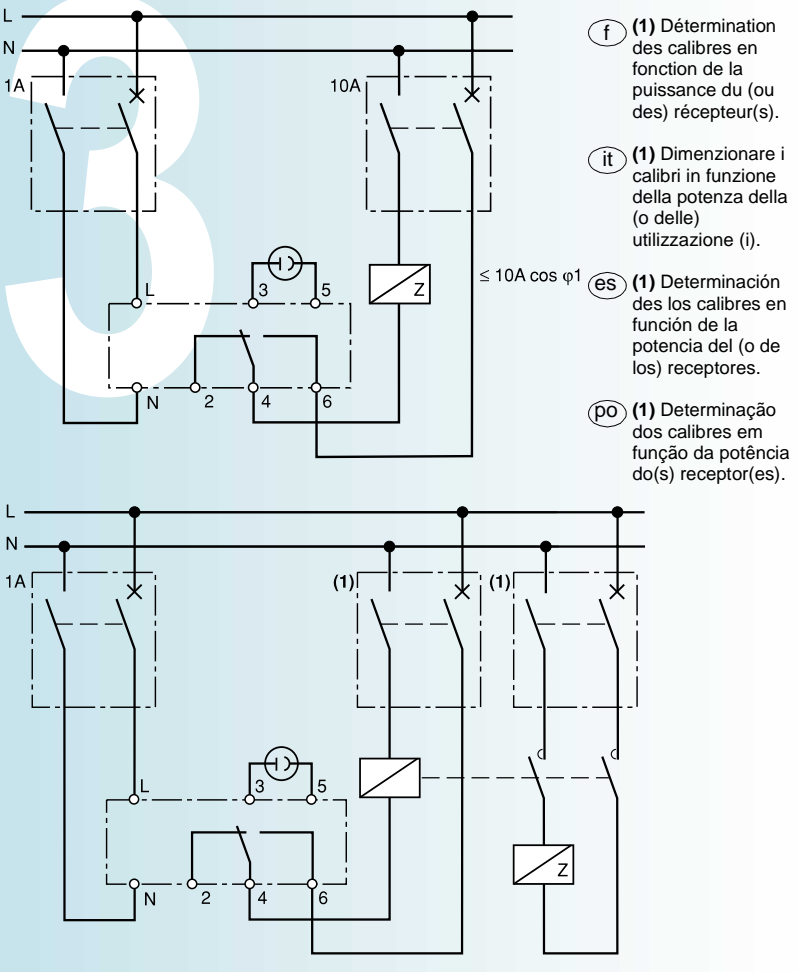 3
L
N
1A
10A
L
3
5
Z
≤ 10A cos φ1
N
2
4
6
f
(1) Détermination
des calibres en
fonction de la
puissance du (ou
des) récepteur(s).
it
(1) Dimenzionare i
calibri in funzione
della potenza della
(o delle)
utilizzazione (i).
es
(1) Determinación
des los calibres en
función de la
potencia del (o de
los) receptores.
po
(1) Determinação
dos calibres em
função da potência
do(s) receptor(es).
L
N
1A
(1)
(1)
L
3
5
N
2
4
6
Z